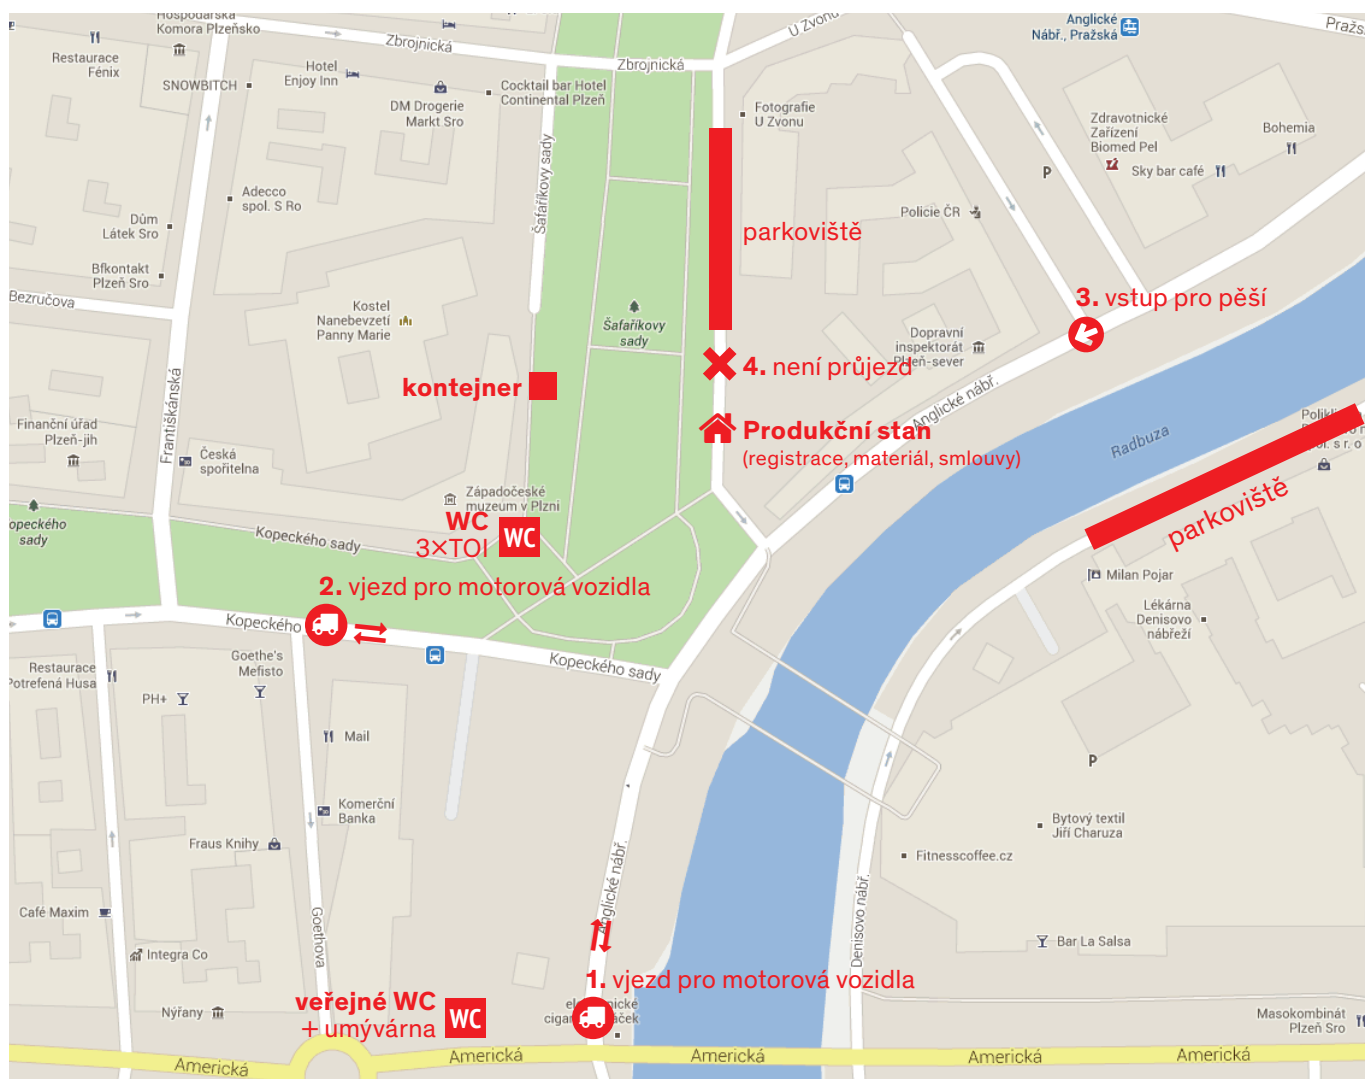 Hospodářská
Komora Plzeňsko
Restaurace
Fénix
SNOWBITCH
Zbrojnická
Hotel
Enjoy Inn
DM Drogerie
Markt Sro
Cocktail bar Hotel
Continental Plzeň
Zbrojnická
U Zvonu
Anglické
Nábř., Pražská
Fotografie
U Zvonu
Zdravotnické
Zařízení
Biomed Pel
Bohemia
Sky bar café
P
Policie ČR
Šafaříkovy sady
Adecco
spol. S Ro
Dům
Látek Sro
Bfkontakt
Plzeň Sro
Bezručova
parkoviště
3. vstup pro pěší
Kostel
Nanebevzetí
Panny Marie
Šafaříkovy
sady
Dopravní
inspektorát
Plzeň-sever
4. není průjezd
kontejner
Anglické nábř.
Františkánská
Finanční úřad
Plzeň-jih
Česká
spořitelna
Produkční stan
(registrace, materiál, smlouvy)
Radbuza
parkoviště
Západočeské
muzeum v Plzni
WC
3×TOI
WC
Kopeckého sady
opeckého
sady
2. vjezd pro motorová vozidla
Milan Pojar
Lékárna
Denisovo
nábřeží
Kopeckého
Kopeckého sady
Goethe's
Mefisto
Restaurace
Potrefená Husa
PH+
Mail
P
Komerční
Banka
Fraus Knihy
Bytový textil
Jiří Charuza
Fitnesscoffee.cz
Anglické nábř.
Café Maxim
Goethova
Denisovo nábř.
Integra Co
Bar La Salsa
1. vjezd pro motorová vozidla
veřejné WC
+ umývárna
WC
Nýřany
Masokombinát
Plzeň Sro
Americká
Americká
Americká
Americká
Americká